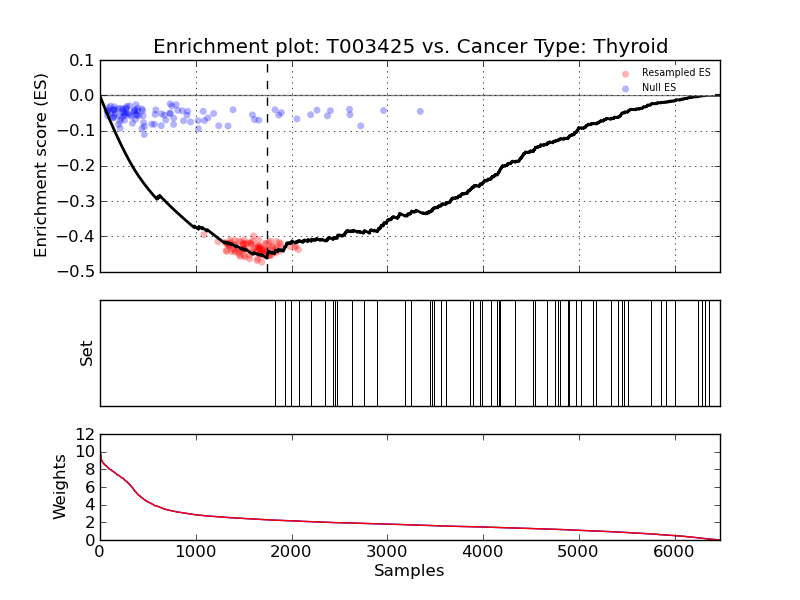 Enrichment plot: T003425 vs. Cancer Type: Thyroid
Enrichment score (ES)
0.1
0.0
−0.1
−0.2
−0.3
−0.4
−0.5
Resampled ES
Null ES
Set
Weights
12
10
8
6
4
2
0
0 1000 2000 3000 4000 5000 6000
Samples